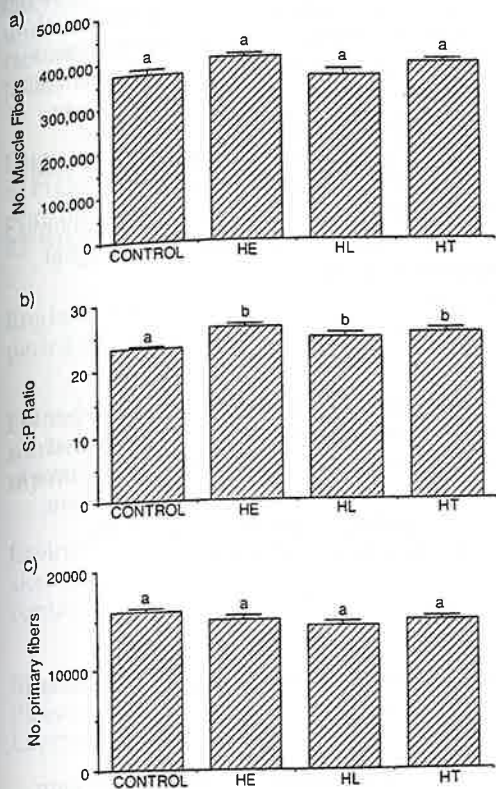 a)
No. Muscle Fibers
500,000
400,000
300,000
200,000
100,000
0
a a a a
CONTROL HE HL HT
b)
S:P Ratio
30
20
10
0
a b b b
CONTROL HE HL HT
c)
No. primary fibers
20000
10000
0
a a a a
CONTROL HE HL HT